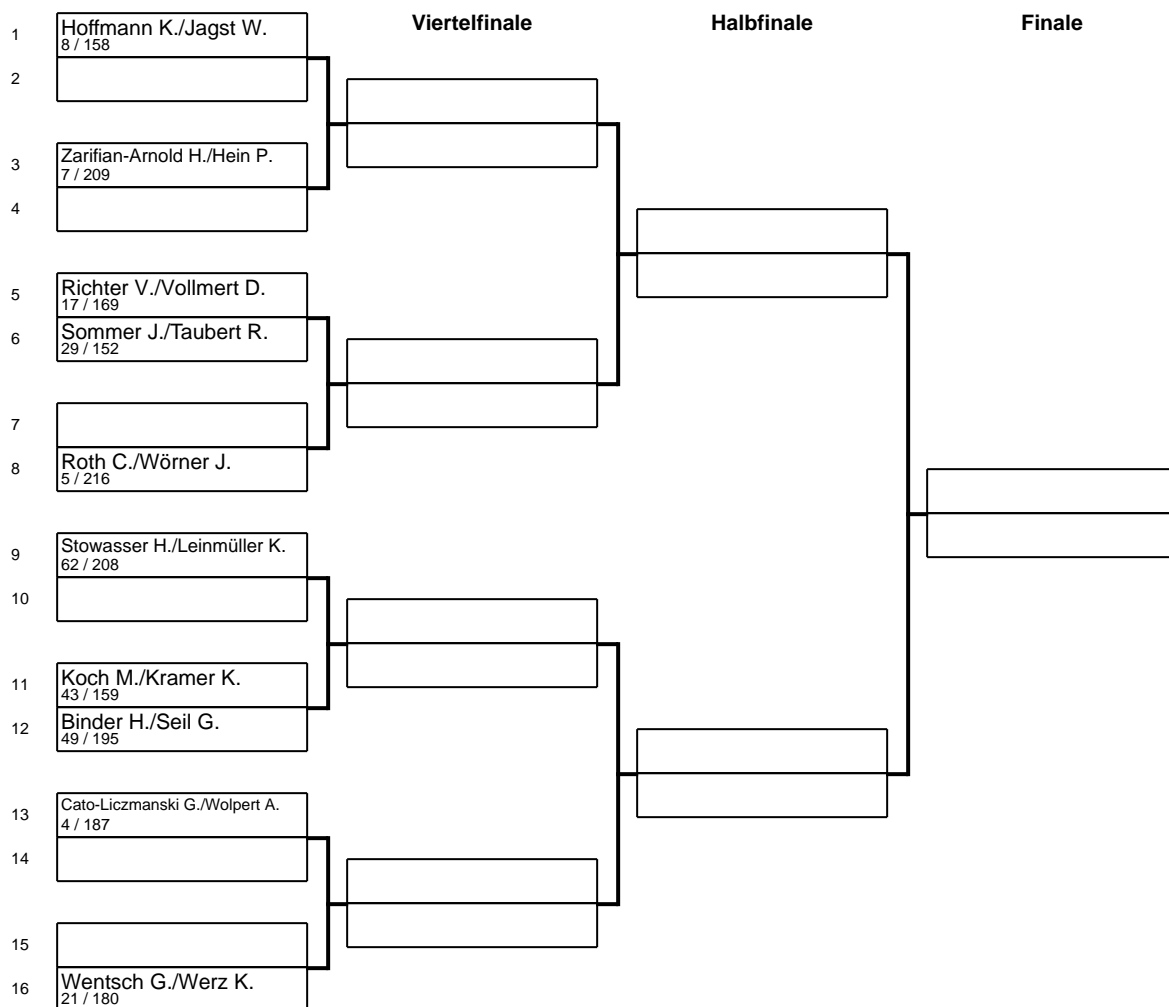 Viertelfinale
Halbfinale
Finale
1
Hoffmann K./Jagst W.
8 / 158
2
3
Zarifian-Arnold H./Hein P.
7 / 209
4
5
Richter V./Vollmert D.
17 / 169
6
Sommer J./Taubert R.
29 / 152
7
8
Roth C./Wörner J.
5 / 216
9
Stowasser H./Leinmüller K.
62 / 208
10
11
Koch M./Kramer K.
43 / 159
12
Binder H./Seil G.
49 / 195
13
Cato-Liczmanski G./Wolpert A.
4 / 187
14
15
16
Wentsch G./Werz K.
21 / 180